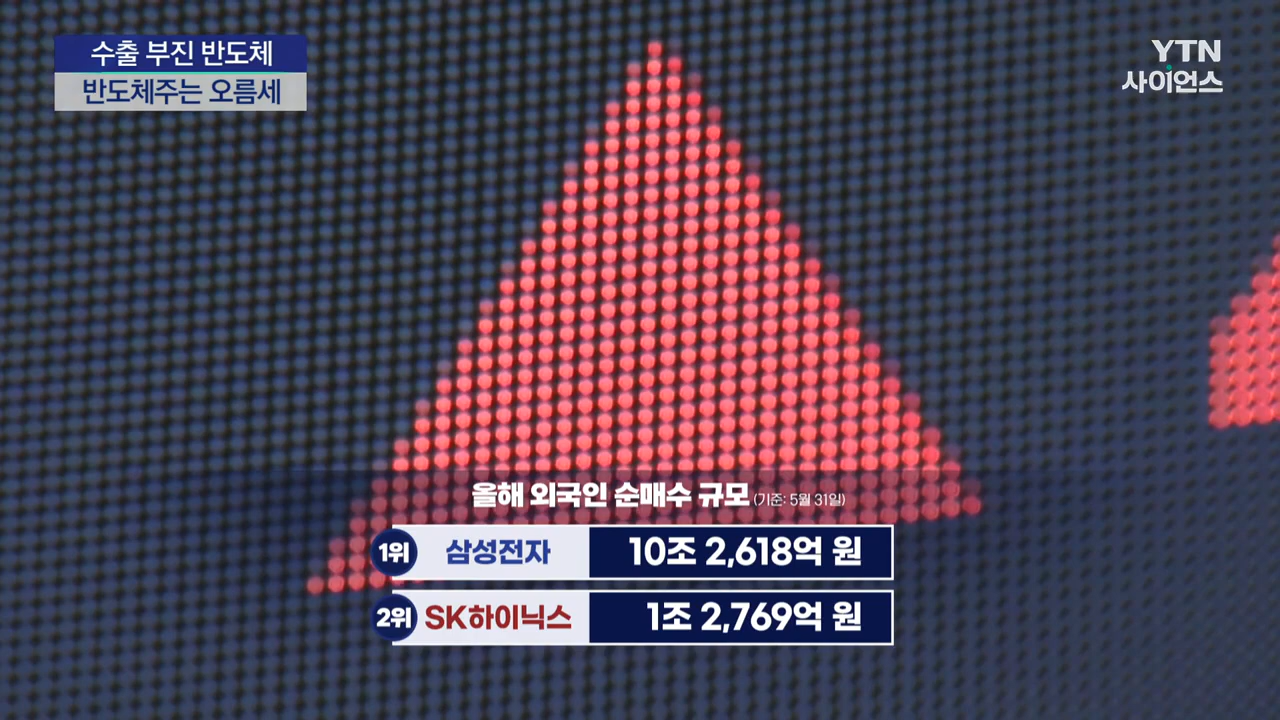 수출 부진 반도체
반도체주는 오름세
YTN
사이언스
올해 외국인 순매수 규모 (기준: 5월 31일)
1위 삼성전자 10조 2,618억 원
2위 SK하이닉스 1조 2,769억 원